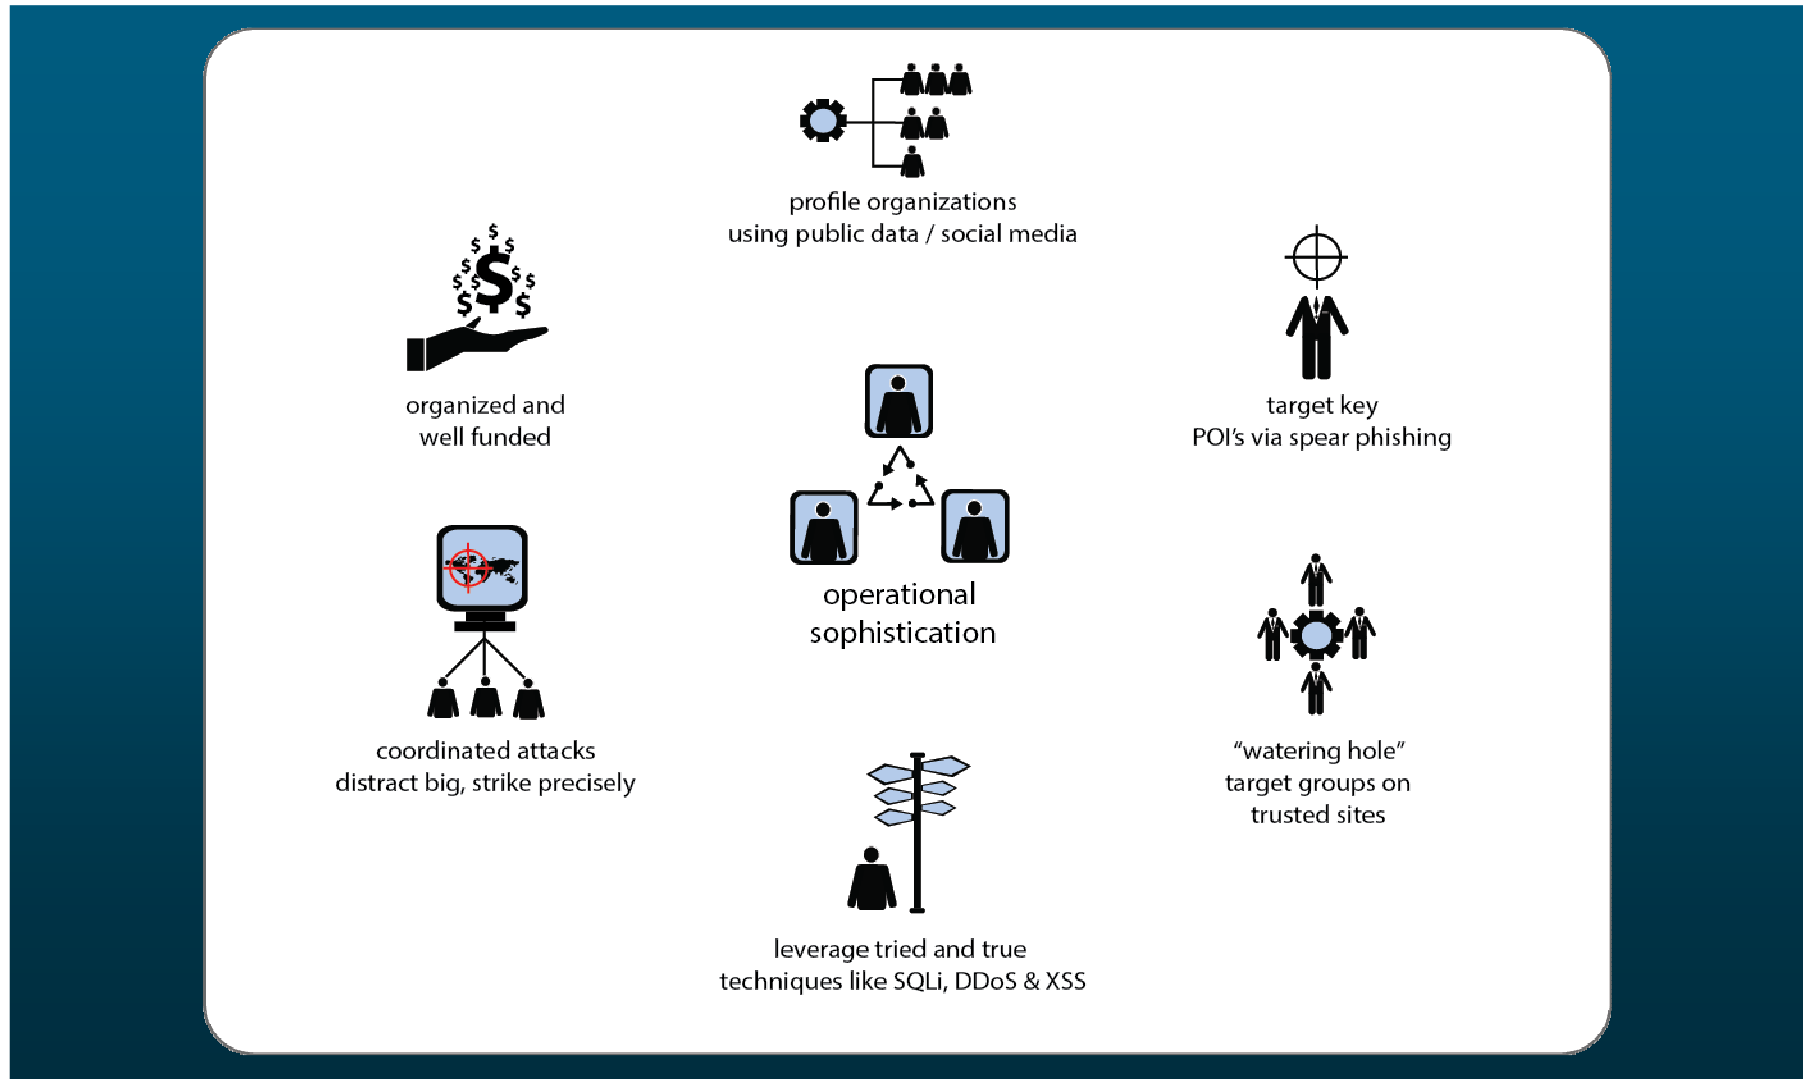 profile organizations
using public data / social media
organized and
well funded
target key
POI's via spear phishing
operational
sophistication
coordinated attacks
distract big, strike precisely
“watering hole”
target groups on
trusted sites
leverage tried and true
techniques like SQLi, DDoS & XSS